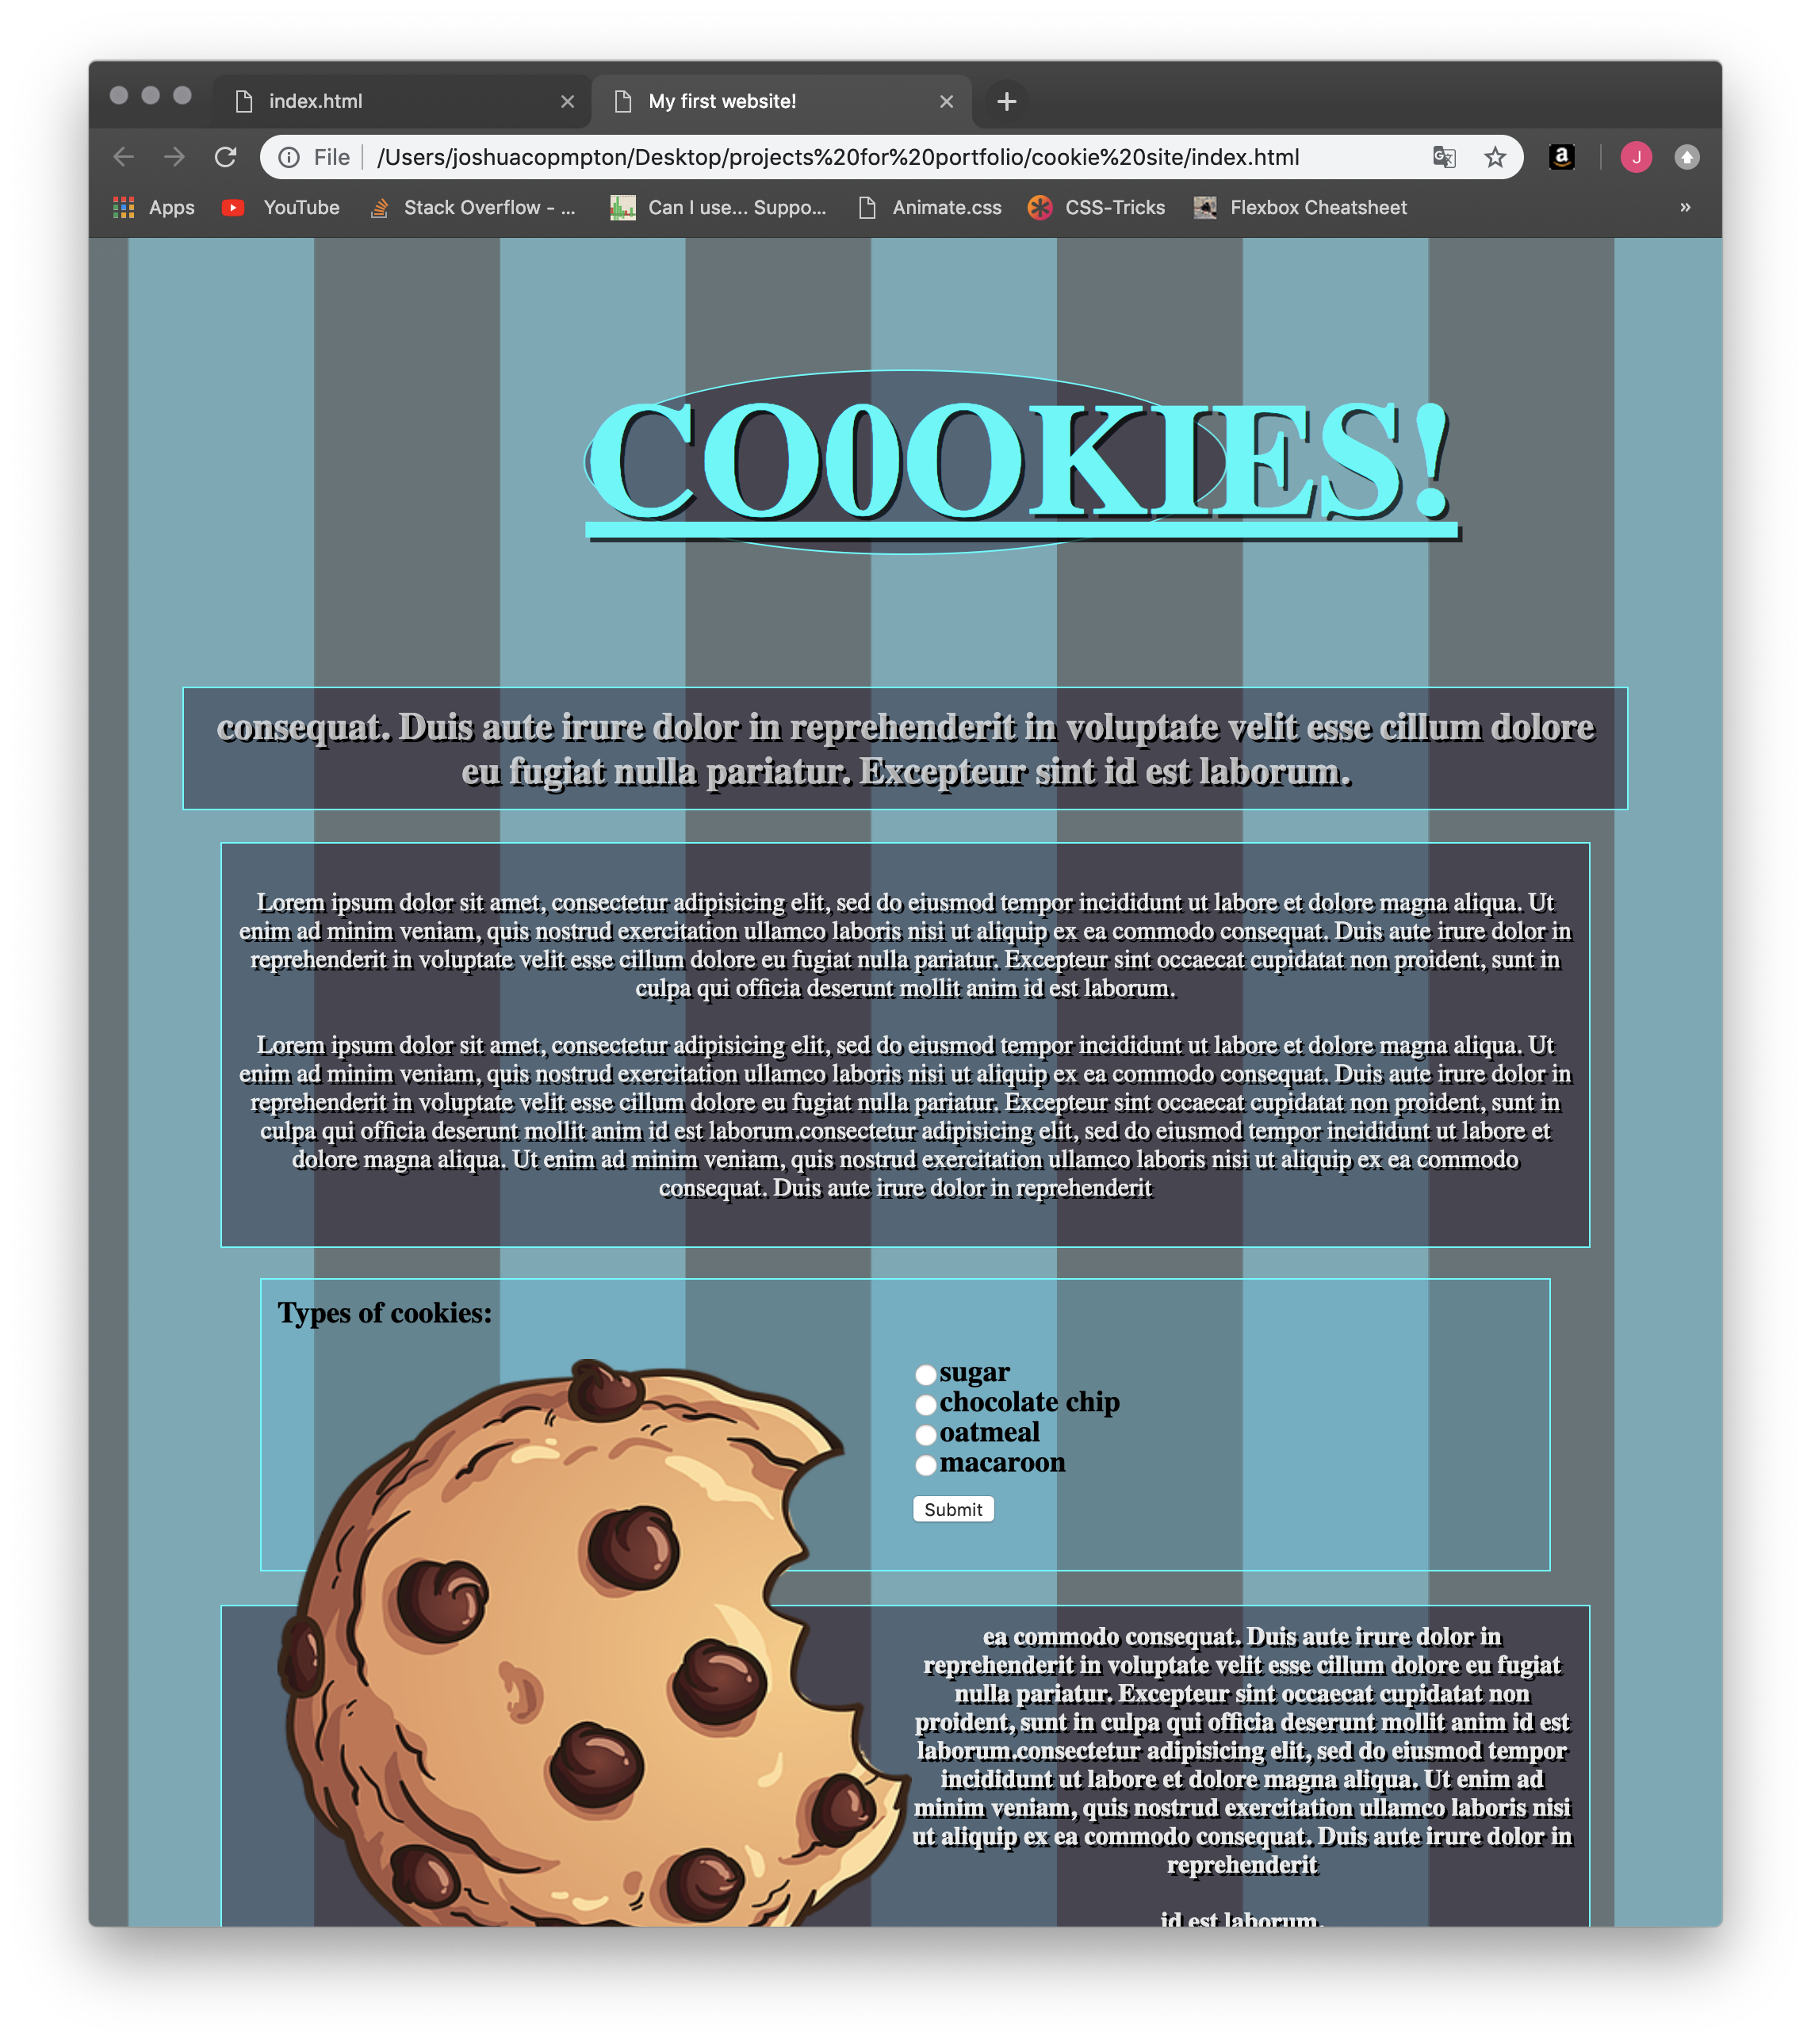 index.html
My first website!
File /Users/joshuacopmpton/Desktop/projects%20for%20portfolio/cookie%20site/index.html
J
Apps YouTube Stack Overflow - ... Can I use... Suppo... Animate.css CSS-Tricks Flexbox Cheatsheet »
CO0OKIES!
consequat. Duis aute irure dolor in reprehenderit in voluptate velit esse cillum dolore
eu fugiat nulla pariatur. Excepteur sint id est laborum.
Lorem ipsum dolor sit amet, consectetur adipisicing elit, sed do eiusmod tempor incididunt ut labore et dolore magna aliqua. Ut
enim ad minim veniam, quis nostrud exercitation ullamco laboris nisi ut aliquip ex ea commodo consequat. Duis aute irure dolor in
reprehenderit in voluptate velit esse cillum dolore eu fugiat nulla pariatur. Excepteur sint occaecat cupidatat non proident, sunt in
culpa qui officia deserunt mollit anim id est laborum.
Lorem ipsum dolor sit amet, consectetur adipisicing elit, sed do eiusmod tempor incididunt ut labore et dolore magna aliqua. Ut
enim ad minim veniam, quis nostrud exercitation ullamco laboris nisi ut aliquip ex ea commodo consequat. Duis aute irure dolor in
reprehenderit in voluptate velit esse cillum dolore eu fugiat nulla pariatur. Excepteur sint occaecat cupidatat non proident, sunt in
culpa qui officia deserunt mollit anim id est laborum.consectetur adipisicing elit, sed do eiusmod tempor incididunt ut labore et
dolore magna aliqua. Ut enim ad minim veniam, quis nostrud exercitation ullamco laboris nisi ut aliquip ex ea commodo
consequat. Duis aute irure dolor in reprehenderit
Types of cookies:
sugar
chocolate chip
oatmeal
macaroon
Submit
ea commodo consequat. Duis aute irure dolor in
reprehenderit in voluptate velit esse cillum dolore eu fugiat
nulla pariatur. Excepteur sint occaecat cupidatat non
proident, sunt in culpa qui officia deserunt mollit anim id est
laborum.consectetur adipisicing elit, sed do eiusmod tempor
incididunt ut labore et dolore magna aliqua. Ut enim ad
minim veniam, quis nostrud exercitation ullamco laboris nisi
ut aliquip ex ea commodo consequat. Duis aute irure dolor in
reprehenderit
id est laborum.